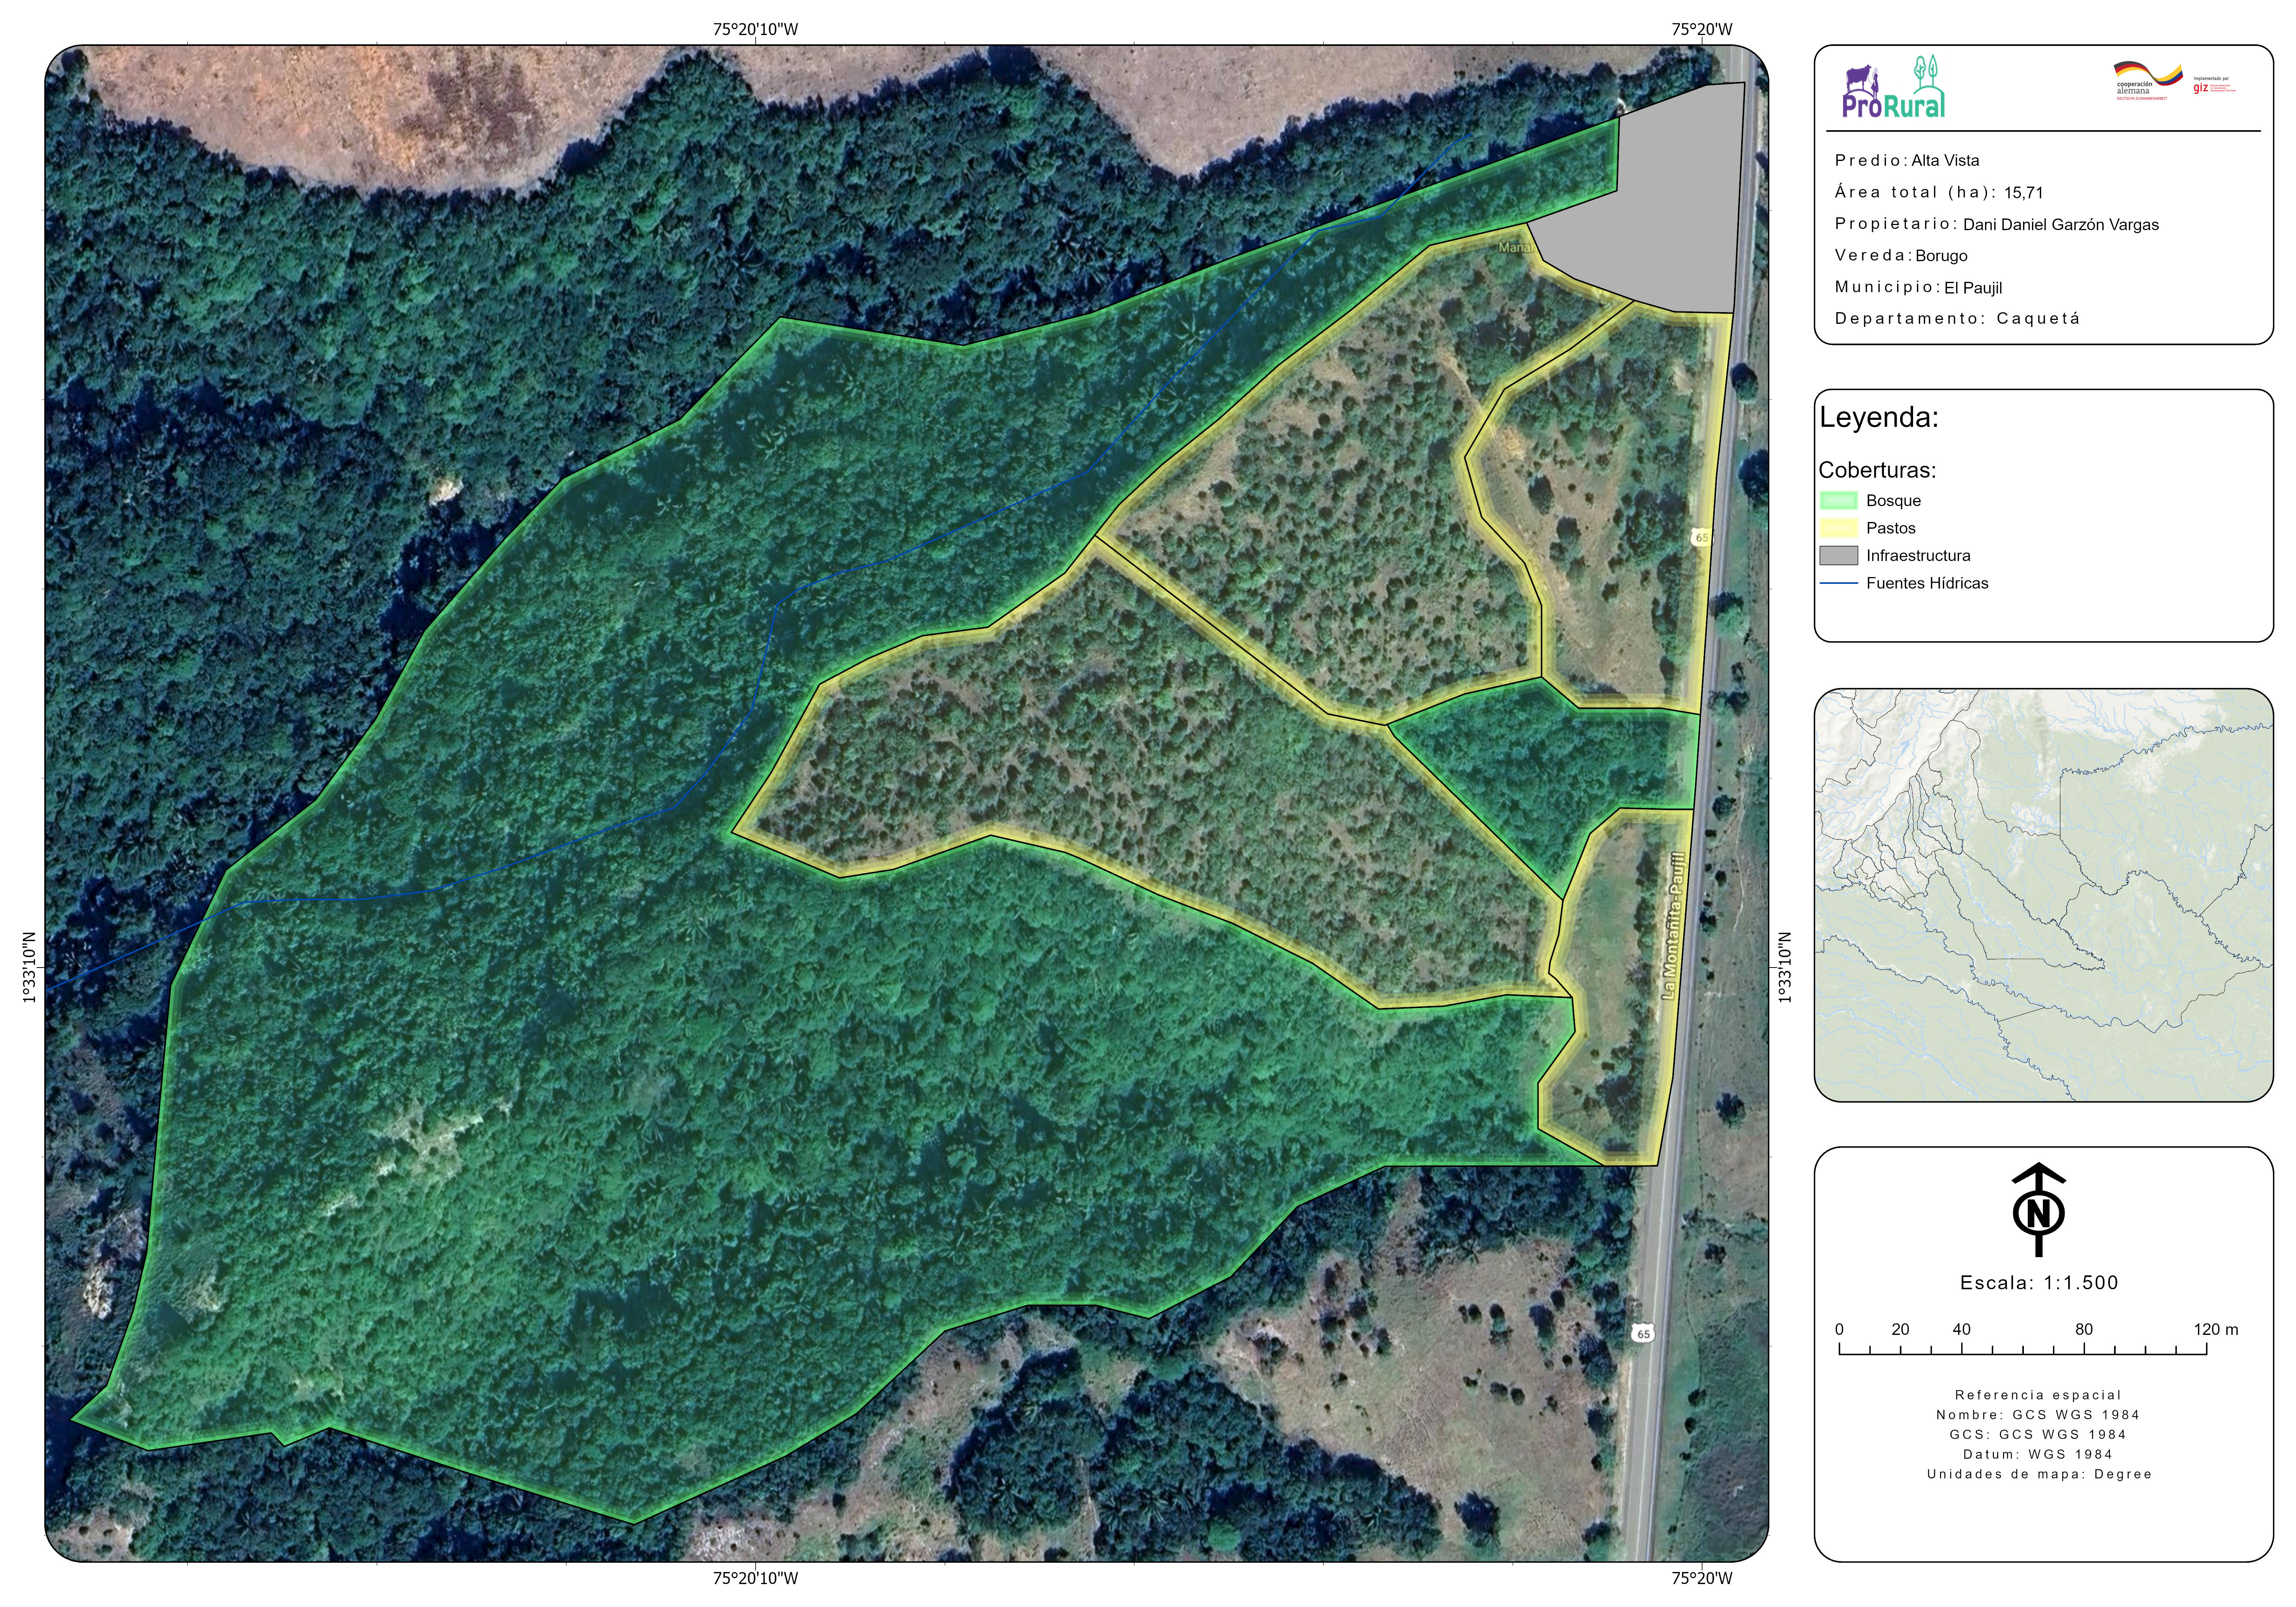 75°20'10"W
75°20'W
1°33'10"N
1°33'10"N
75°20'10"W
75°20'W
65
La Montañita-Paujil
65
ProRural
cooperación
alemana
DEUTSCHE ZUSAMMENARBEIT
Implementada por
giz
Predio: Alta Vista
Área total (ha): 15,71
Propietario: Dani Daniel Garzón Vargas
Vereda: Borugo
Municipio: El Paujil
Departamento: Caquetá
Leyenda:
Coberturas:
Bosque
Pastos
Infraestructura
Fuentes Hídricas
N
Escala: 1:1.500
0 20 40 80 120 m
Referencia espacial
Nombre: GCS WGS 1984
GCS: GCS WGS 1984
Datum: WGS 1984
Unidades de mapa: Degree